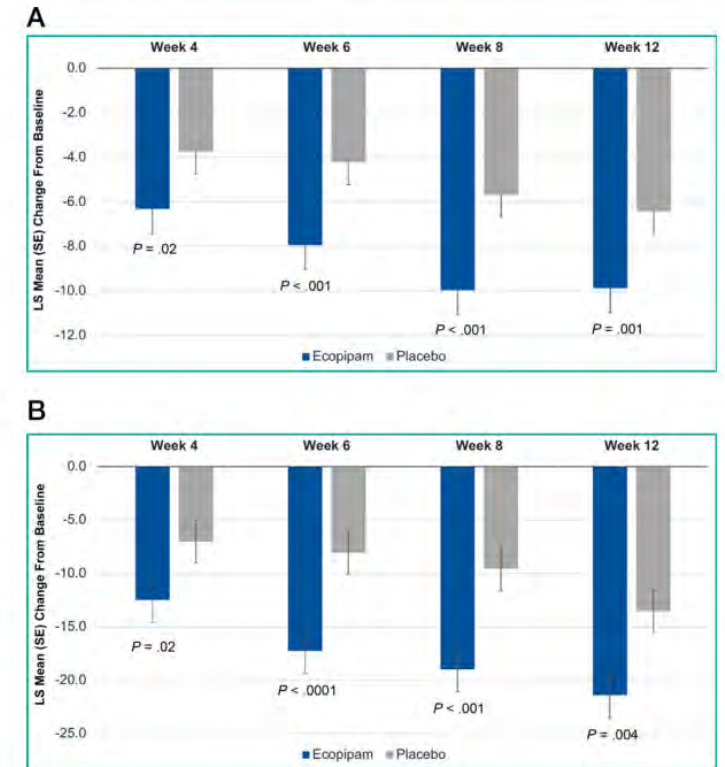 A
Week 4 Week 6 Week 8 Week 12
LS Mean (SE) Change From Baseline
0.0
-2.0
-4.0
-6.0
-8.0
-10.0
-12.0
P = .02
P < .001
P < .001
P = .001
Ecopipam Placebo
B
Week 4 Week 6 Week 8 Week 12
LS Mean (SE) Change From Baseline
0.0
-5.0
-10.0
-15.0
-20.0
-25.0
P = .02
P < .0001
P < .001
P = .004
Ecopipam Placebo